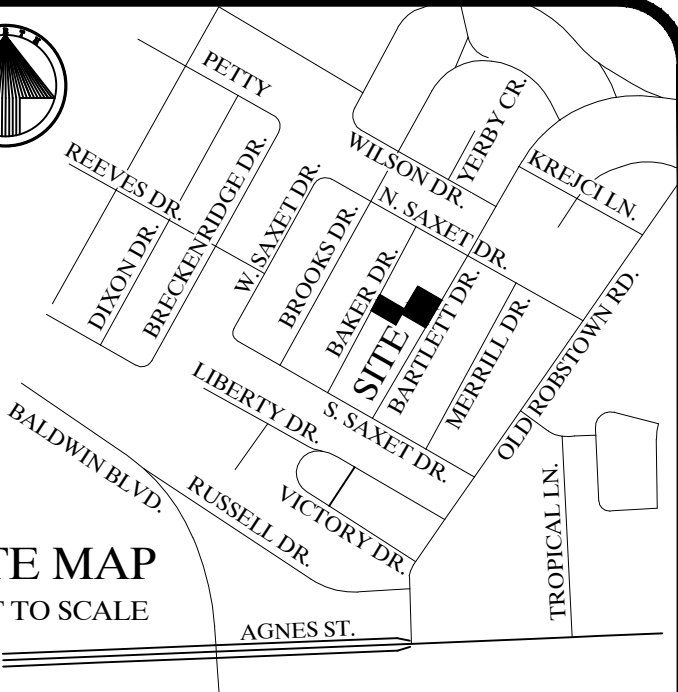 PETTY
REEVES DR.
DIXON DR.
BRECKENRIDGE DR.
W. SAXET DR.
BROOKS DR.
WILSON DR.
YERBY CR.
KREJCI LN.
N. SAXET DR.
BAKER DR.
SITE
BARTLETT DR.
MERRILL DR.
OLD ROBSTOWN RD.
LIBERTY DR.
S. SAXET DR.
BALDWIN BLVD.
RUSSELL DR.
VICTORY DR.
TROPICAL LN.
TE MAP
T TO SCALE
AGNES ST.